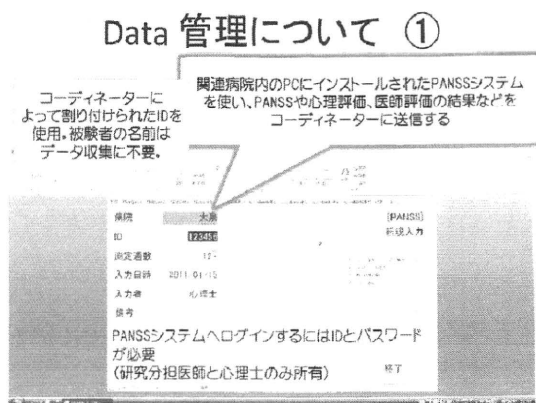 Data 管理について ①
コーディネーターに
よって割り付けられたIDを
使用。被験者の名前は
データ収集に不要。
関連病院内のPCにインストールされたPANSSシステム
を使い、PANSSや心理評価、医師評価の結果などを
コーディネーターに送信する
病院 大泉
[PANSS]
ID 123456
新規入力
測定週数 12
入力日時 2011-01-15
入力者 心理士
備考
PANSSシステムへログインするにはIDとパスワード
が必要
(研究分担医師と心理士のみ所有)
終了